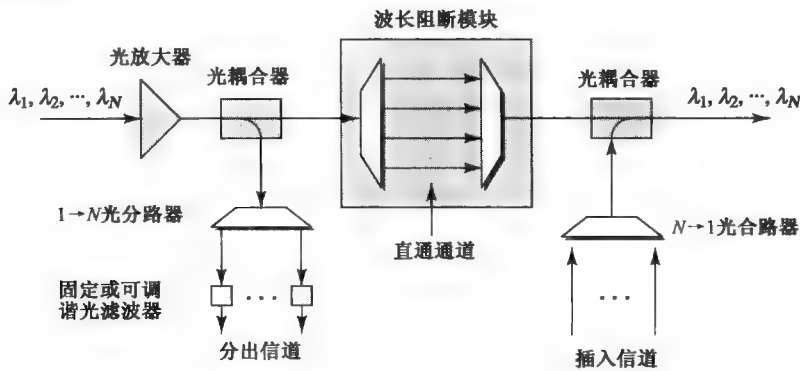 波长阻断模块
光放大器
光耦合器
光耦合器
λ1, λ2, ···, λN
λ1, λ2, ···, λN
1→N光分路器
直通通道
N→1光合路器
固定或可调
谐光滤波器
···
···
分出信道
插入信道